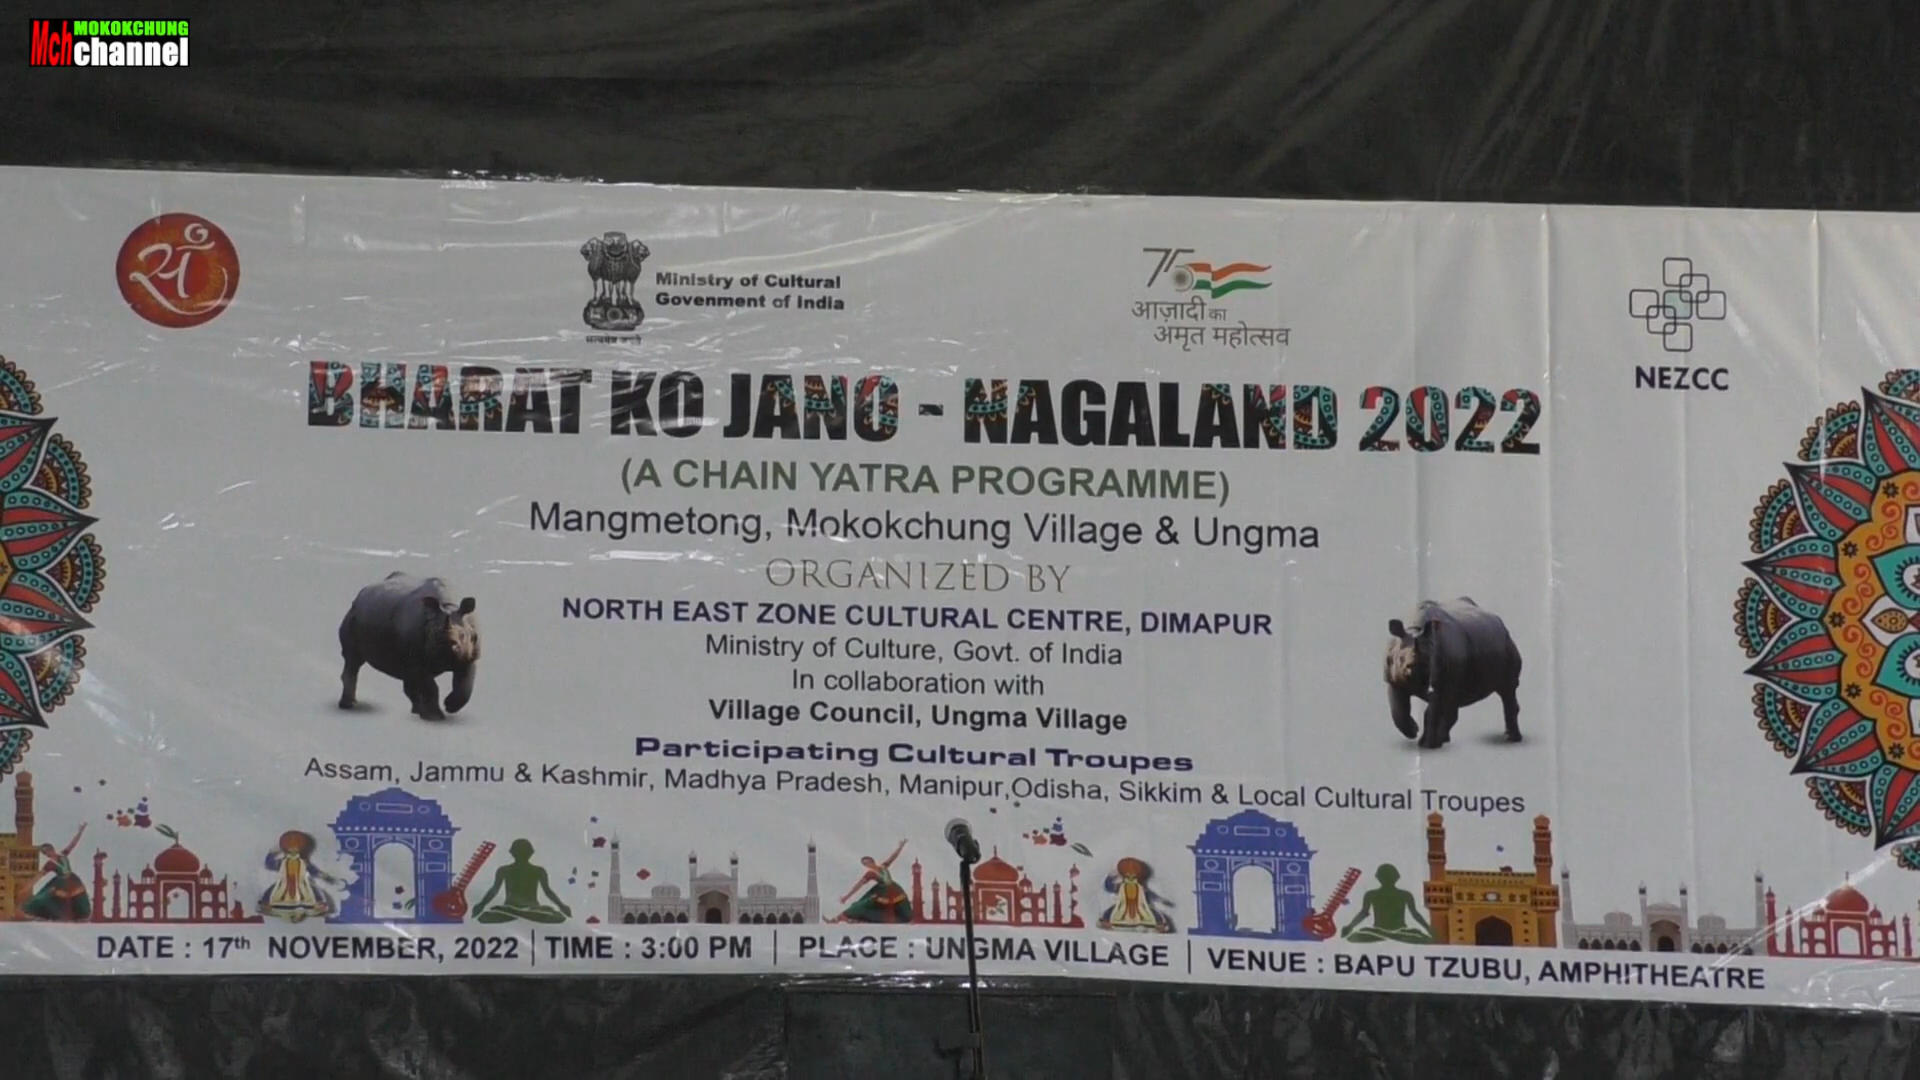 MOKOKCHUNG
Mch channel
सं
Ministry of Cultural
Govenment of India
सत्यमेव जयते
75
आज़ादी का
अमृत महोत्सव
NEZCC
BHARAT KO JANO - NAGALAND 2022
(A CHAIN YATRA PROGRAMME)
Mangmetong, Mokokchung Village & Ungma
ORGANIZED BY
NORTH EAST ZONE CULTURAL CENTRE, DIMAPUR
Ministry of Culture, Govt. of India
In collaboration with
Village Council, Ungma Village
Participating Cultural Troupes
Assam, Jammu & Kashmir, Madhya Pradesh, Manipur,Odisha, Sikkim & Local Cultural Troupes
DATE : 17th NOVEMBER, 2022 | TIME : 3:00 PM | PLACE : UNGMA VILLAGE | VENUE : BAPU TZUBU, AMPHITHEATRE